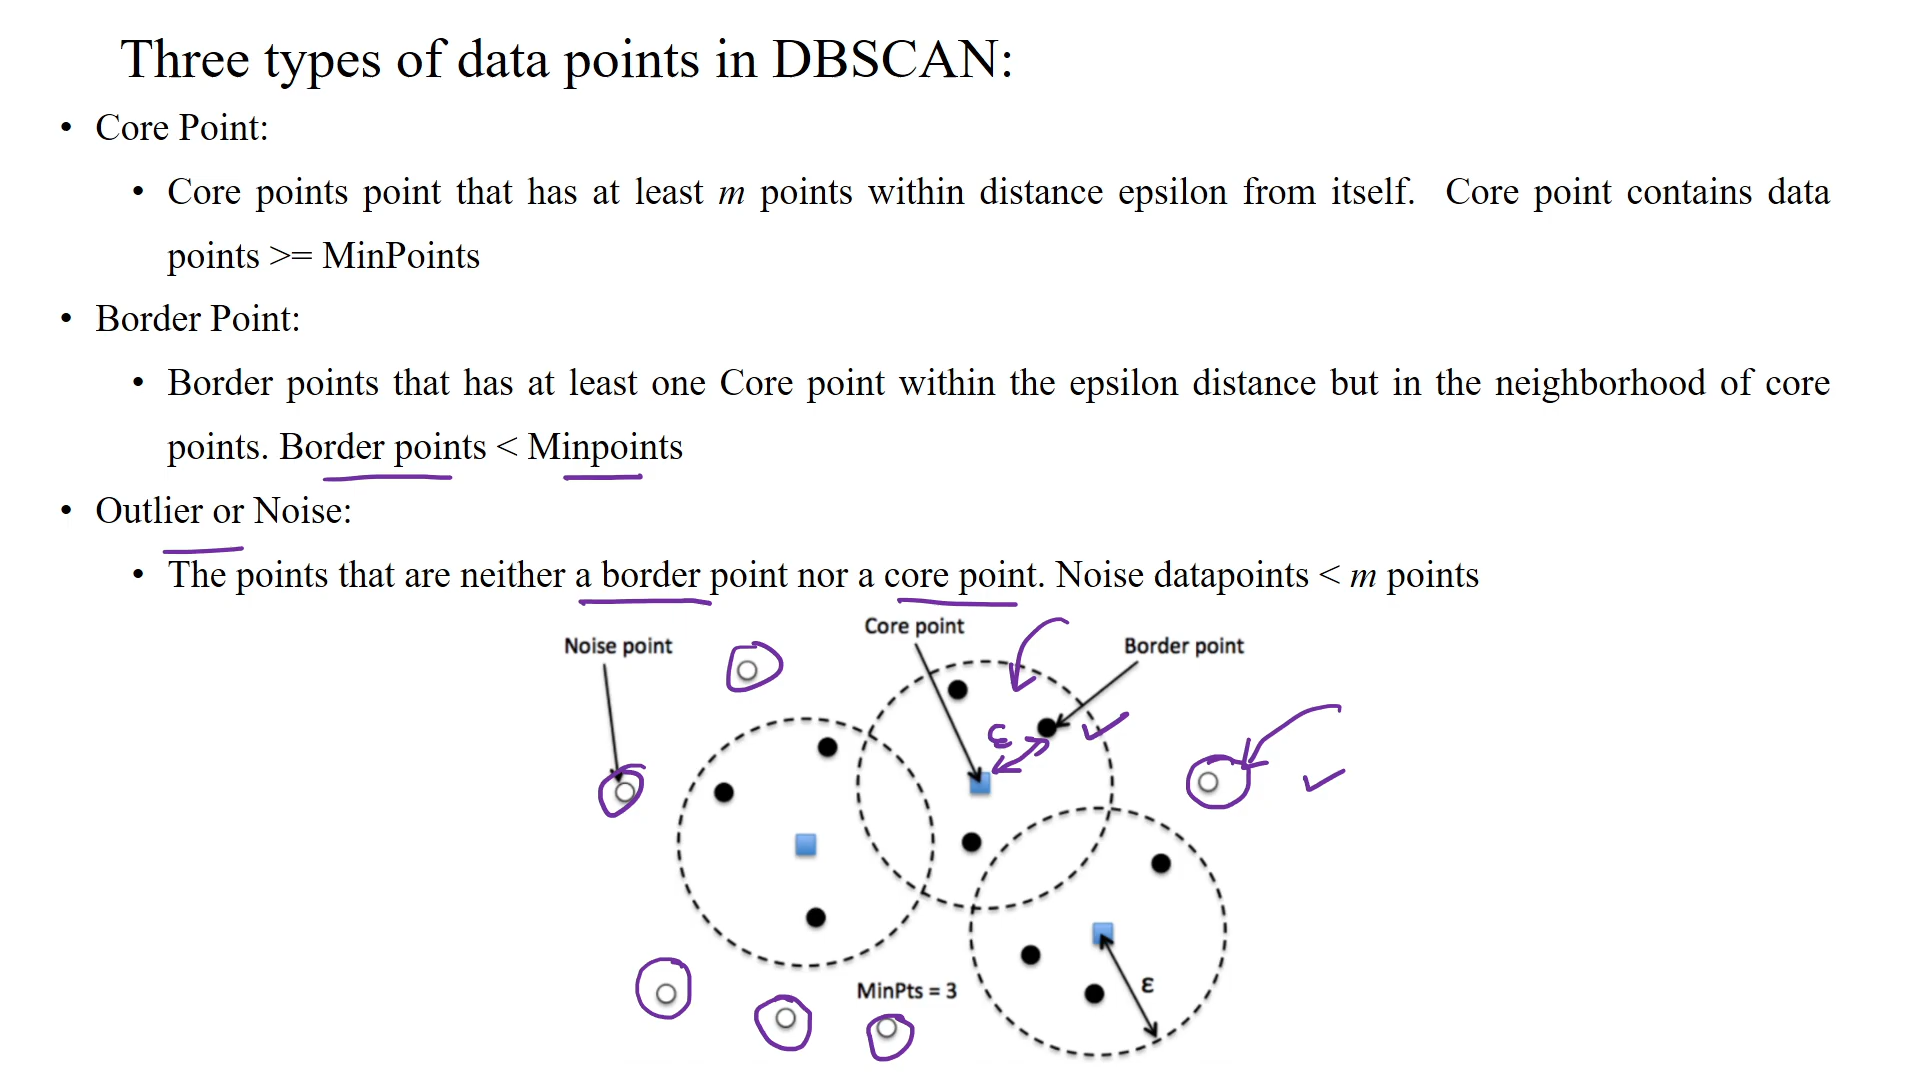 Three types of data points in DBSCAN:
• Core Point:
• Core points point that has at least m points within distance epsilon from itself. Core point contains data
points >= MinPoints
• Border Point:
• Border points that has at least one Core point within the epsilon distance but in the neighborhood of core
points. Border points < Minpoints
• Outlier or Noise:
• The points that are neither a border point nor a core point. Noise datapoints < m points
Core point
Noise point
Border point
ε
ε
MinPts = 3